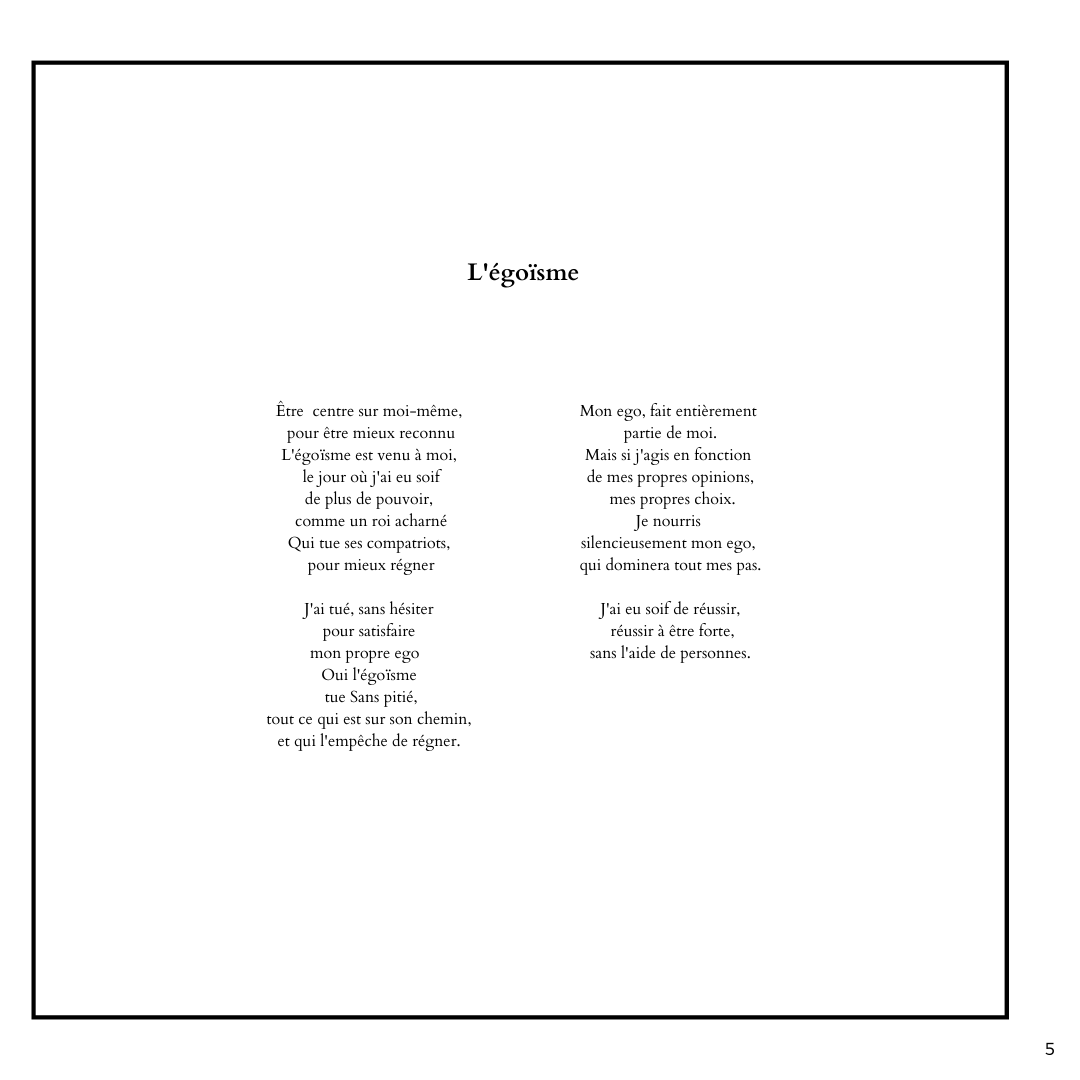 L'égoïsme
Être  centre sur moi-même,
pour être mieux reconnu
L'égoïsme est venu à moi,
le jour où j'ai eu soif
de plus de pouvoir,
comme un roi acharné
Qui tue ses compatriots,
pour mieux régner
J'ai tué, sans hésiter
pour satisfaire
mon propre ego
Oui l'égoïsme
tue Sans pitié,
tout ce qui est sur son chemin,
et qui l'empêche de régner.
Mon ego, fait entièrement
partie de moi.
Mais si j'agis en fonction
de mes propres opinions,
mes propres choix.
Je nourris
silencieusement mon ego,
qui dominera tout mes pas.
J'ai eu soif de réussir,
réussir à être forte,
sans l'aide de personnes.
5